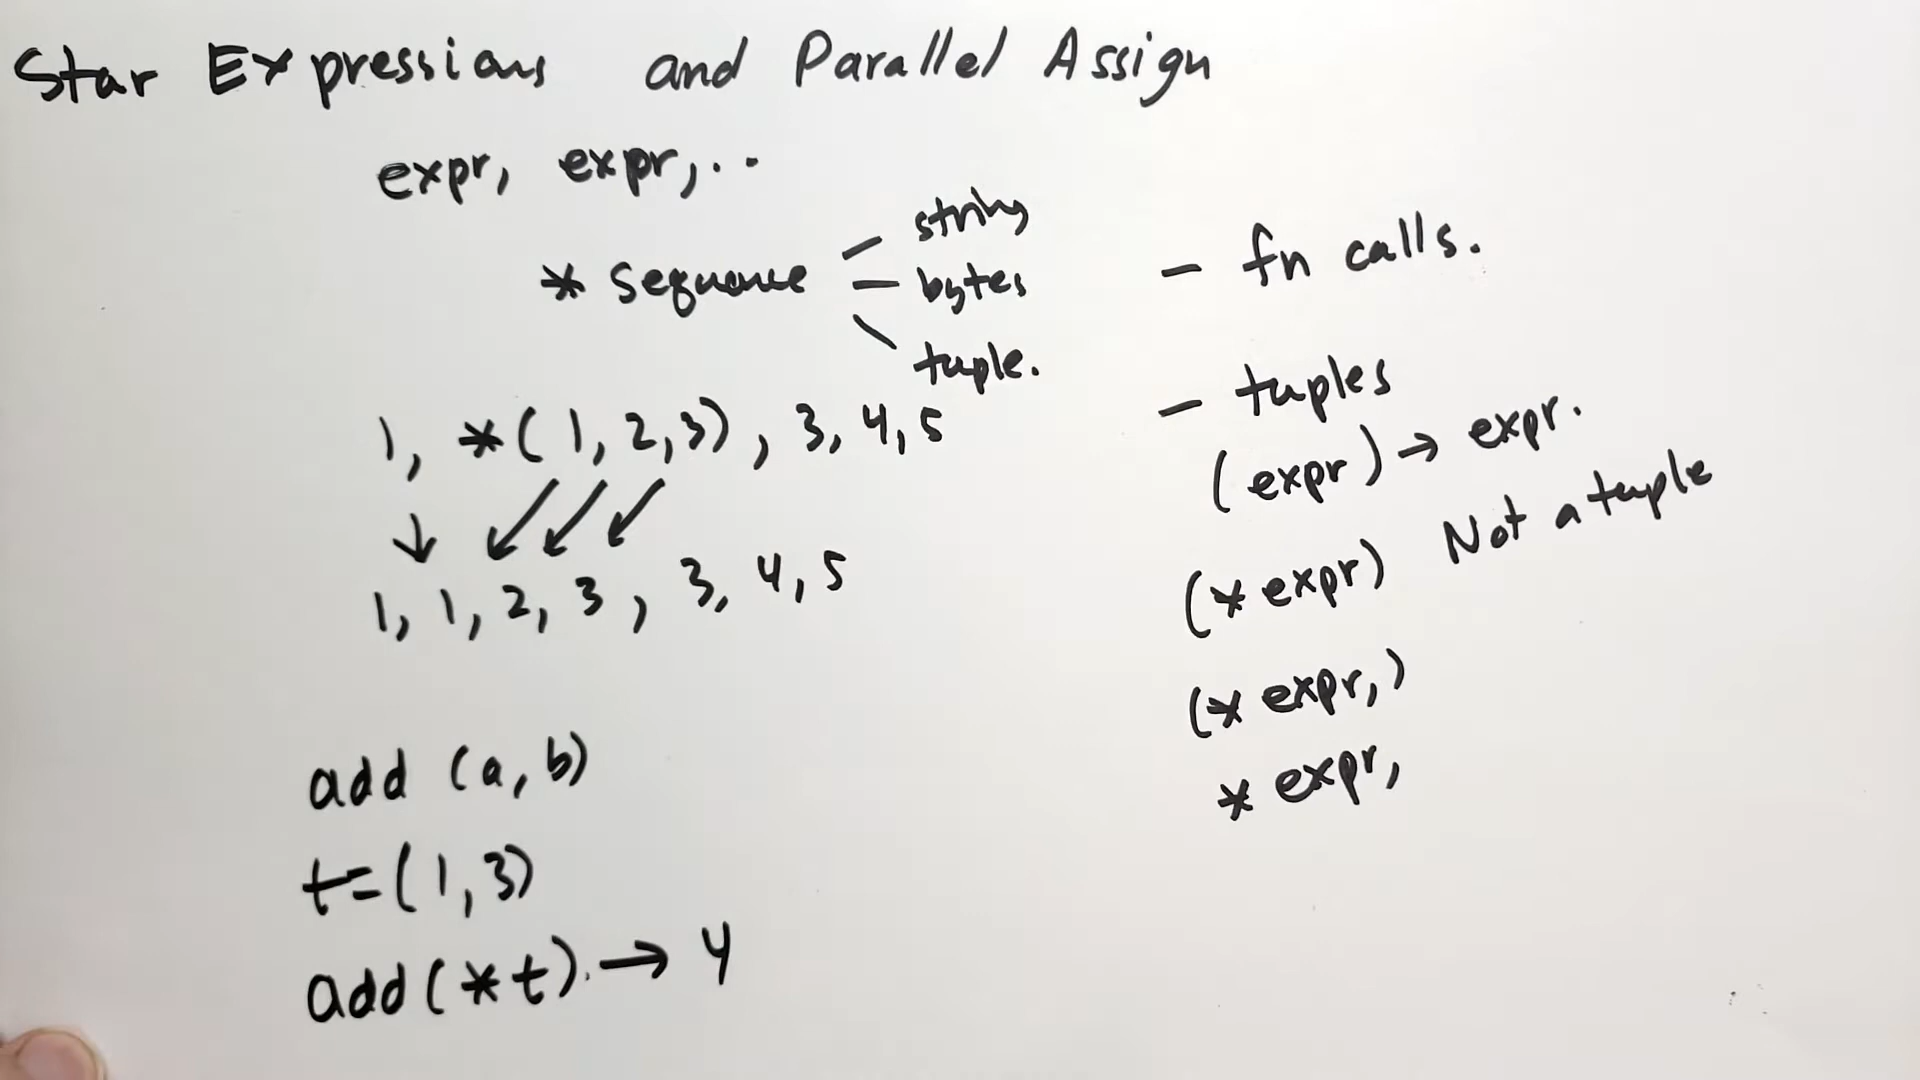 Star Expressions and Parallel Assign
expr, expr,..
* sequence
string
bytes
tuple.
1, *(1,2,3), 3, 4, 5
↓ ↙ ↙ ↙
1, 1, 2, 3, 3, 4, 5
add (a, b)
t=(1,3)
add(*t). → 4
- fn calls.
- tuples
(expr) → expr.
(* expr) Not a tuple
(* expr,)
* expr,